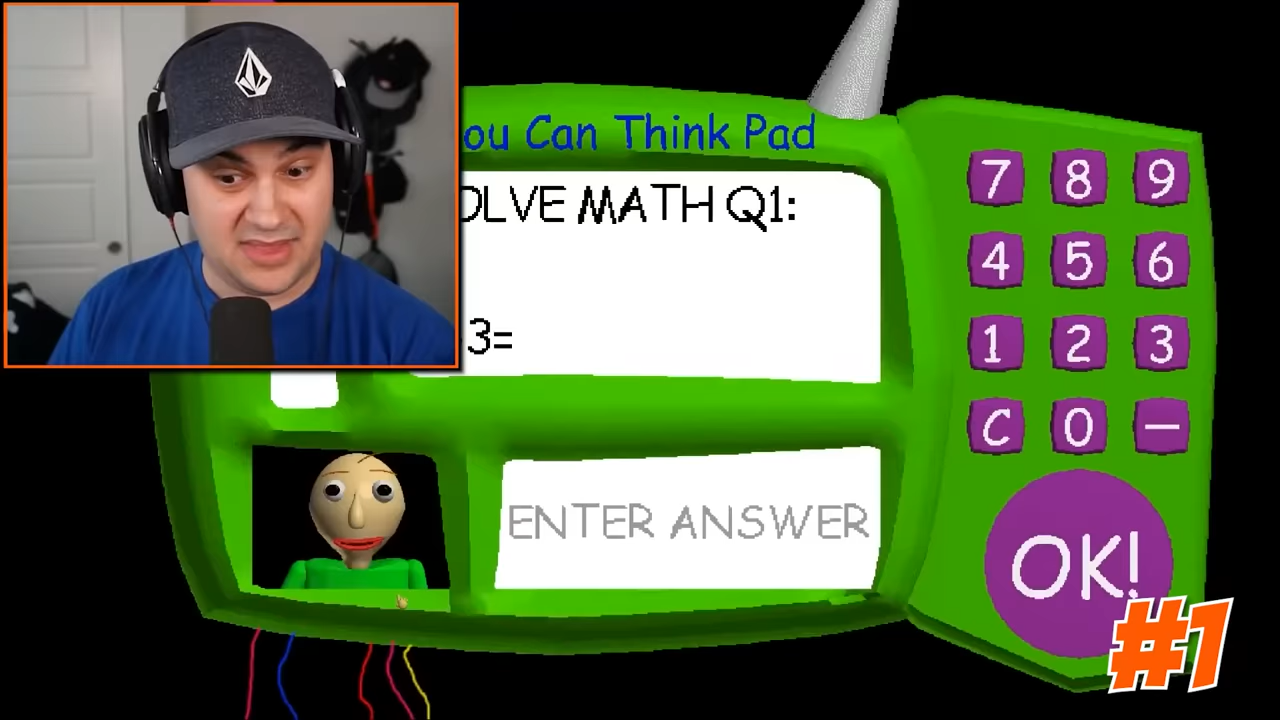 ou Can Think Pad
OLVE MATH Q1:
3=
ENTER ANSWER
7 8 9
4 5 6
1 2 3
C 0 —
OK!
#1